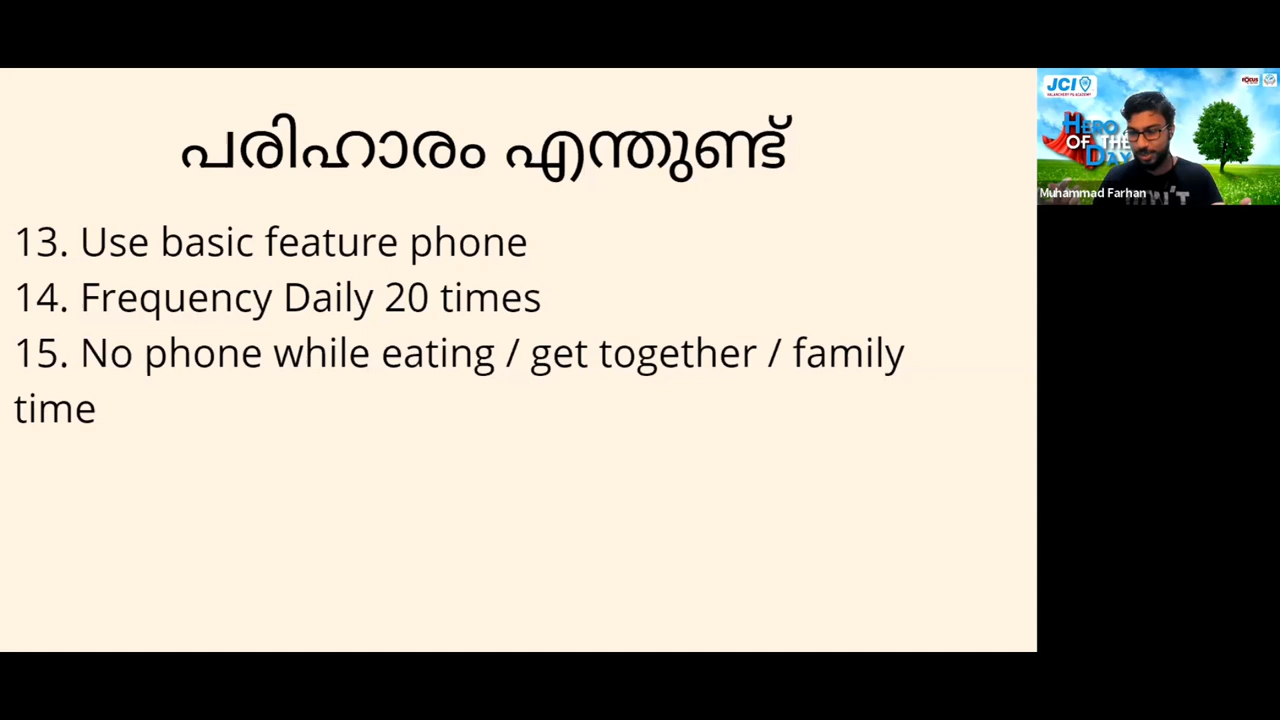 പരിഹാരം എന്തുണ്ട്
13. Use basic feature phone
14. Frequency Daily 20 times
15. No phone while eating / get together / family
time
JCI
HERO
OF THE
DAY
Muhammad Farhan